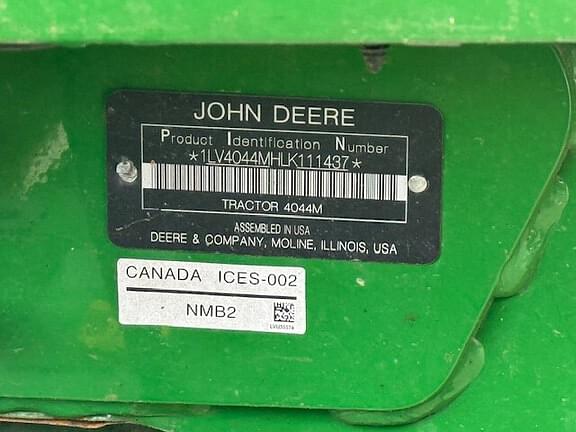 JOHN DEERE
Product Identification Number
*1LV4044MHLK111437*
TRACTOR 4044M
ASSEMBLED IN USA
DEERE & COMPANY, MOLINE, ILLINOIS, USA
CANADA ICES-002
NMB2